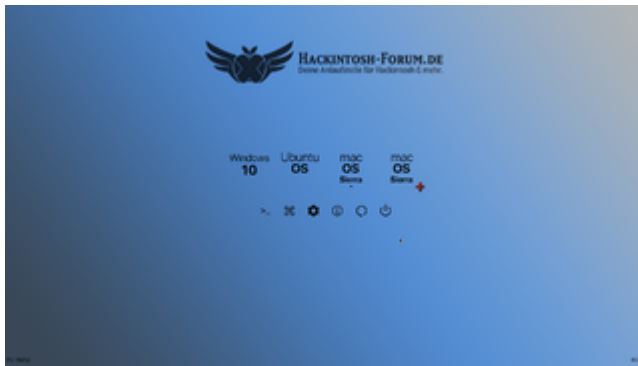 HACKINTOSH-FORUM.DE
Deine Anlaufstelle für Hackintosh & mehr.
Windows
10
Ubuntu
OS
mac
OS
Sierra
mac
OS
Sierra